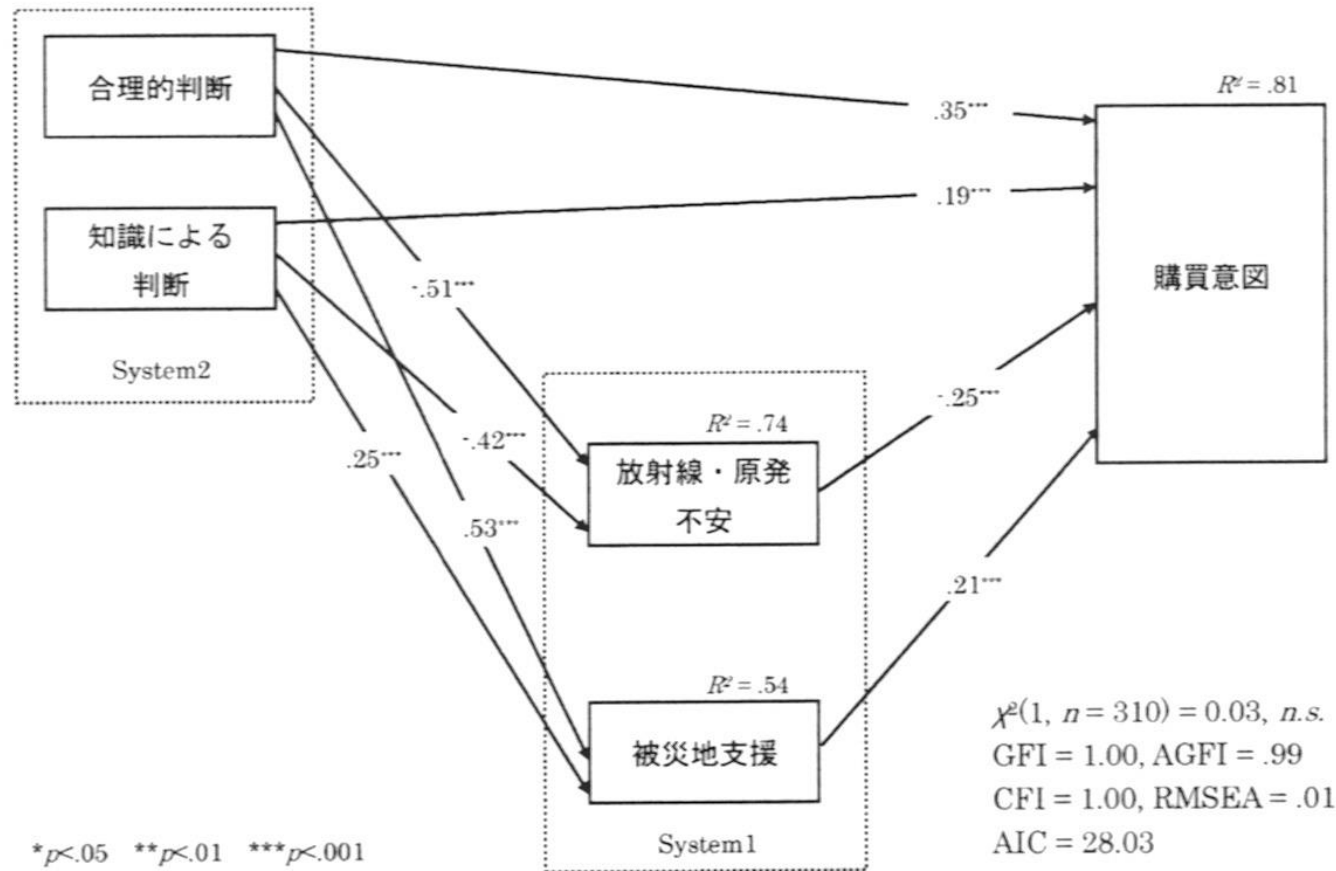 合理的判断
知識による
判断
System2
R² = .81
.35***
.19***
購買意図
-.51***
-.42***
.25***
.53***
-.25***
.21***
R² = .74
放射線・原発
不安
R² = .54
被災地支援
System1
χ²(1, n = 310) = 0.03, n.s.
GFI = 1.00, AGFI = .99
CFI = 1.00, RMSEA = .01
AIC = 28.03
*p<.05 **p<.01 ***p<.001